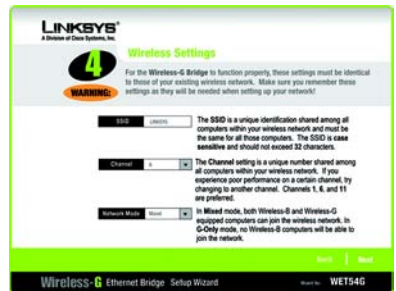 LINKSYS®
A Division of Cisco Systems, Inc.
4
Wireless Settings
WARNING:
For the Wireless-G Bridge to function properly, these settings must be identical
to those of your existing wireless network. Make sure you remember these
settings as they will be needed when setting up your network!
SSID
LINKSYS
The SSID is a unique identification shared among all
computers within your wireless network and must be
the same for all those computers. The SSID is case
sensitive and should not exceed 32 characters.
Channel
6
The Channel setting is a unique number shared among
all computers within your wireless network. If you
experience poor performance on a certain channel, try
changing to another channel. Channels 1, 6, and 11
are preferred.
Network Mode
Mixed
In Mixed mode, both Wireless-B and Wireless-G
equipped computers can join the wireless network. In
G-Only mode, no Wireless-B computers will be able to
join the network.
Back
Next
Wireless-G Ethernet Bridge Setup Wizard
Model No.
WET54G